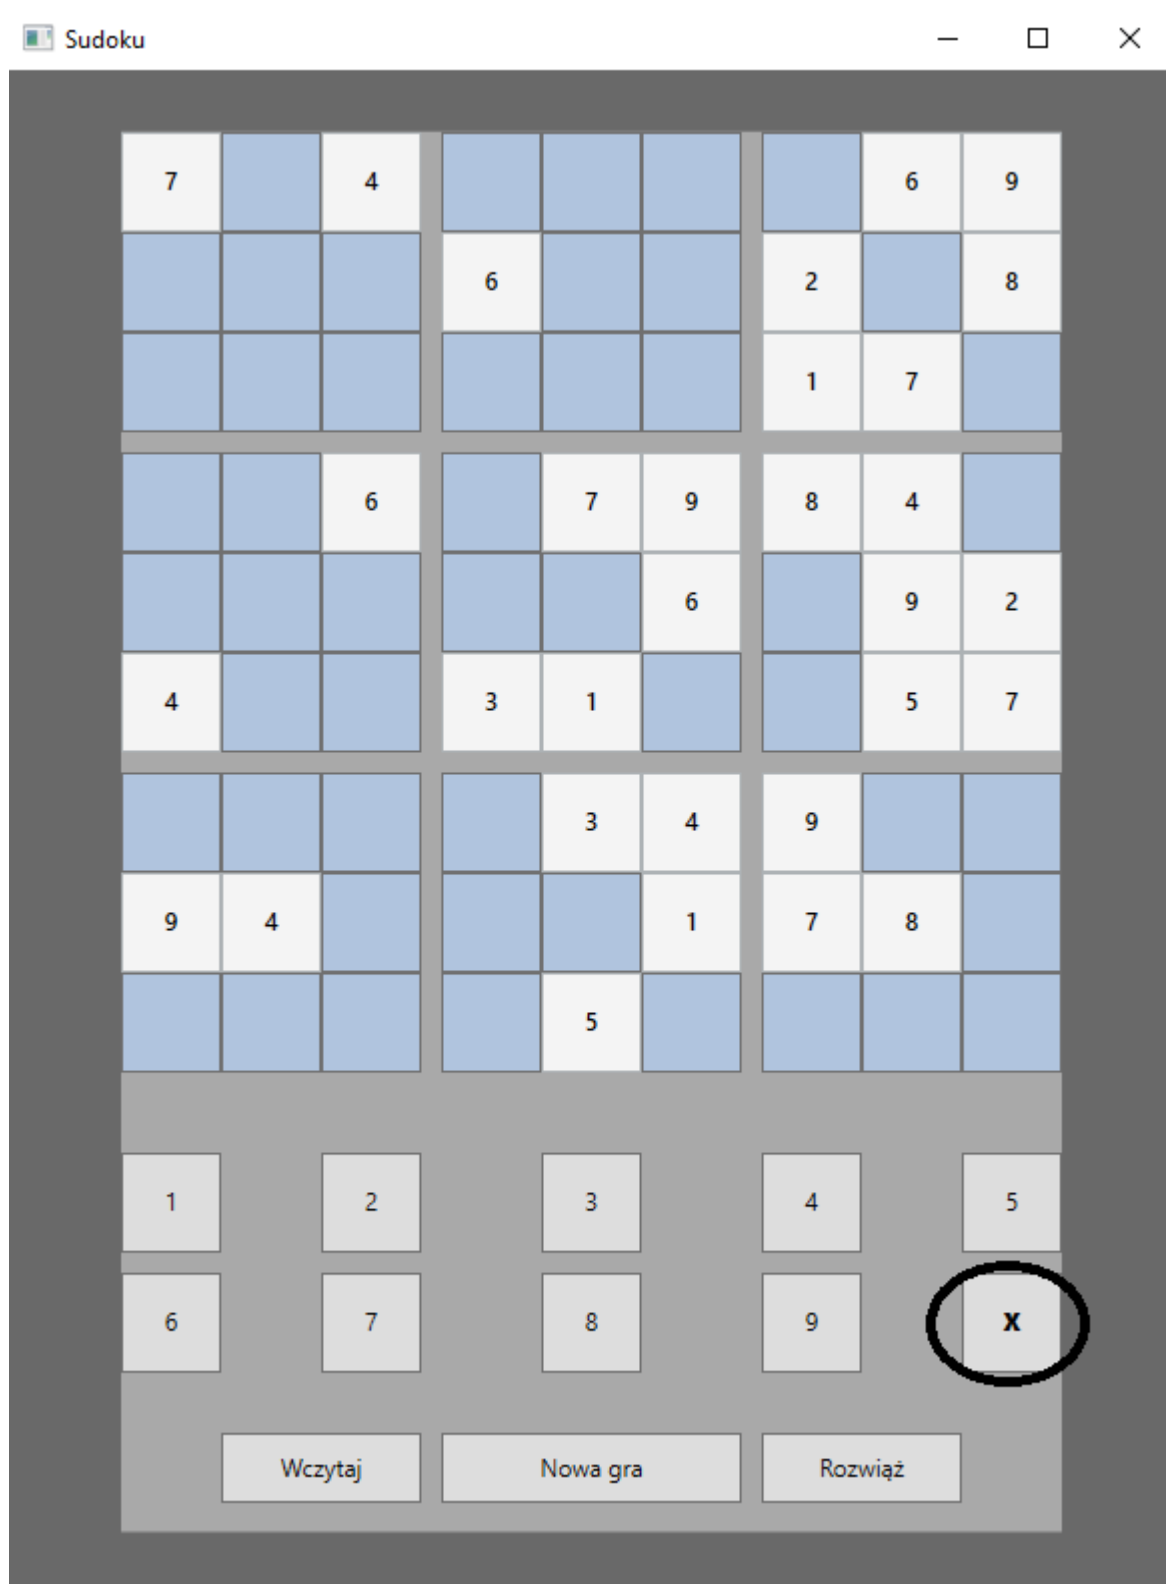 Sudoku
7 4 6 9
6 2 8
1 7
6 7 9 8 4
6 9 2
4 3 1 5 7
3 4 9
9 4 1 7 8
5
1 2 3 4 5
6 7 8 9 X
Wczytaj Nowa gra Rozwiąż